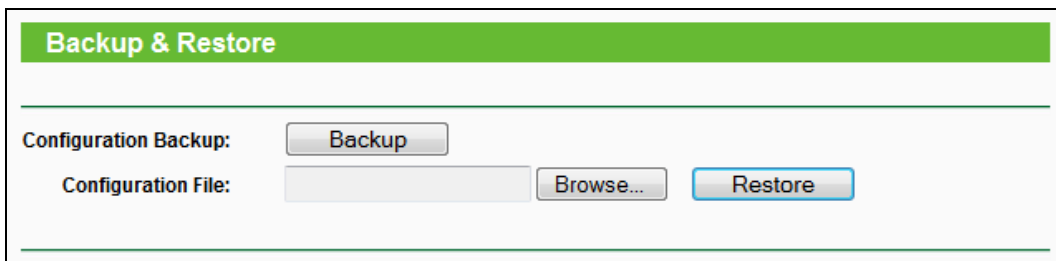 Backup & Restore
Configuration Backup: Backup
Configuration File: Browse... Restore